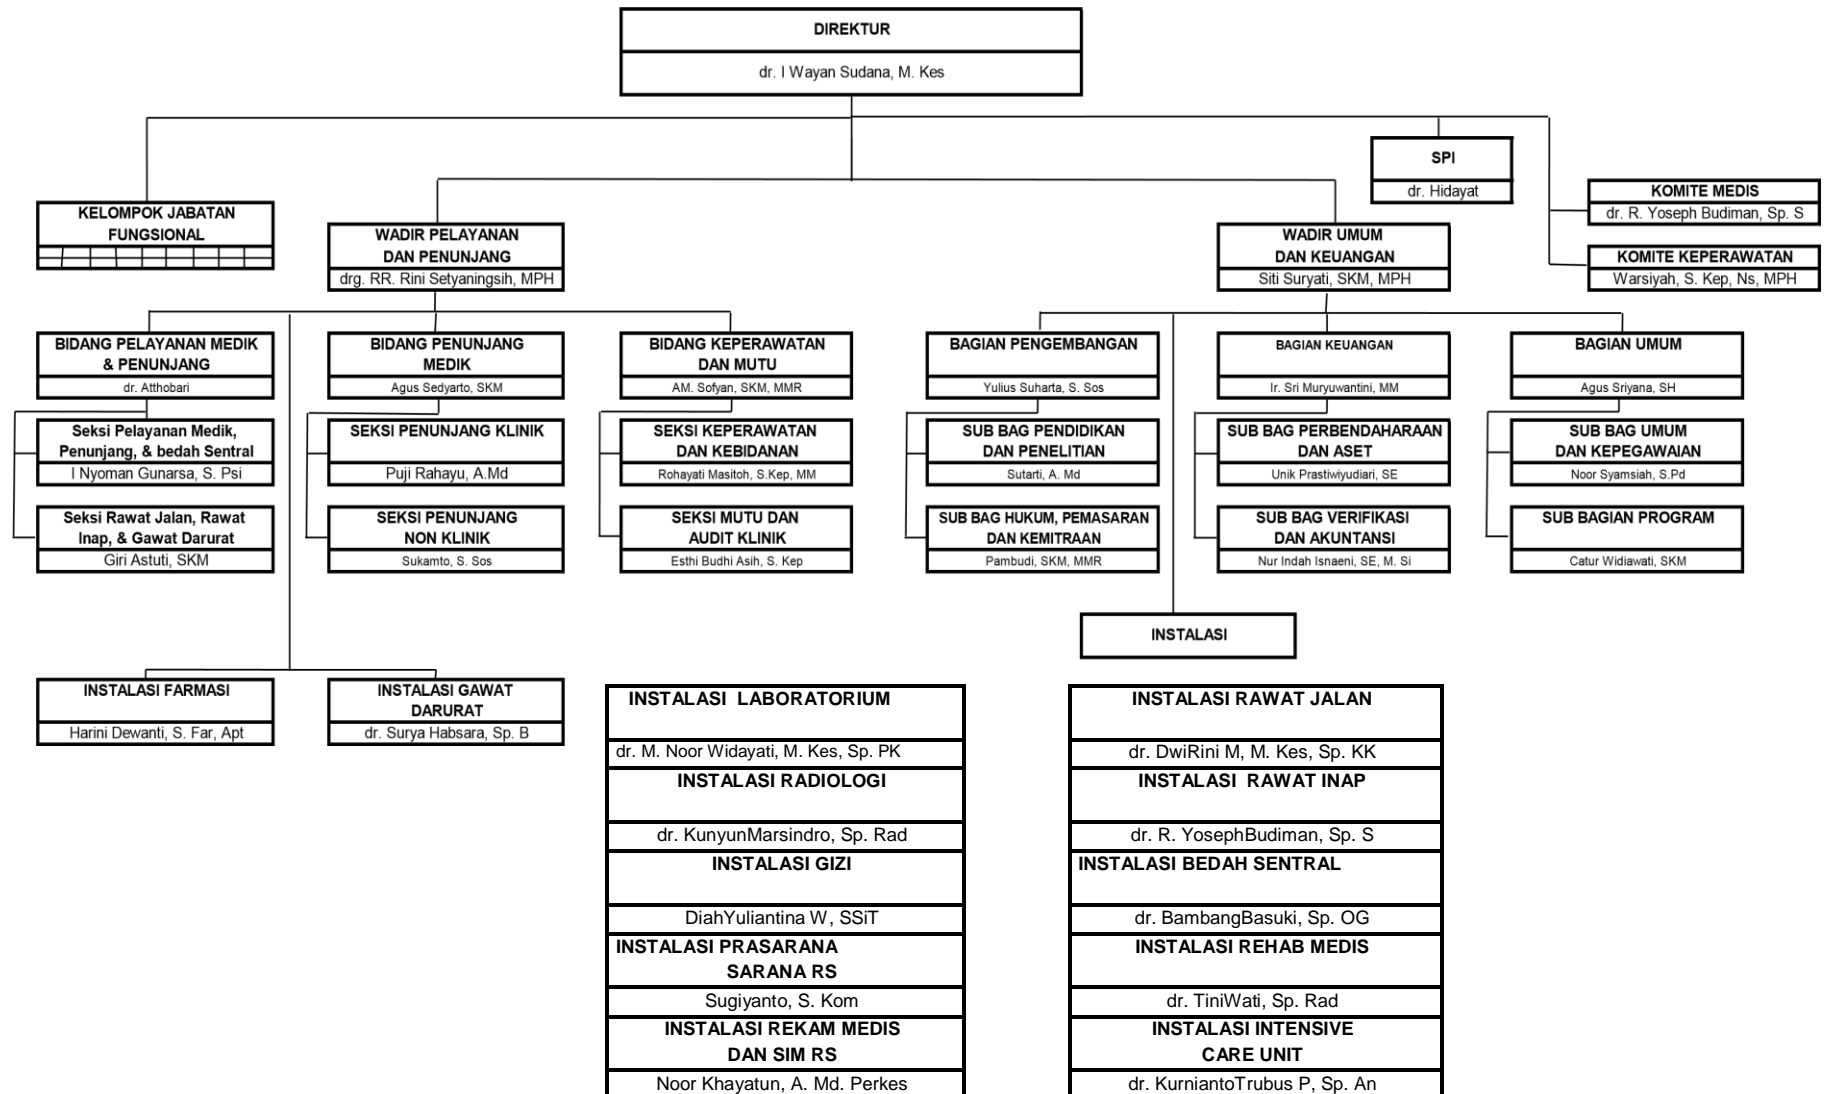 DIREKTUR
dr. I Wayan Sudana, M. Kes
SPI
dr. Hidayat
KOMITE MEDIS
dr. R. Yoseph Budiman, Sp. S
KOMITE KEPERAWATAN
Warsiyah, S. Kep, Ns, MPH
KELOMPOK JABATAN
FUNGSIONAL
WADIR PELAYANAN
DAN PENUNJANG
drg. RR. Rini Setyaningsih, MPH
WADIR UMUM
DAN KEUANGAN
Siti Suryati, SKM, MPH
BIDANG PELAYANAN MEDIK
& PENUNJANG
dr. Atthobari
BIDANG PENUNJANG
MEDIK
Agus Sedyarto, SKM
BIDANG KEPERAWATAN
DAN MUTU
AM. Sofyan, SKM, MMR
BAGIAN PENGEMBANGAN
Yulius Suharta, S. Sos
BAGIAN KEUANGAN
Ir. Sri Muryuwantini, MM
BAGIAN UMUM
Agus Sriyana, SH
Seksi Pelayanan Medik,
Penunjang, & bedah Sentral
I Nyoman Gunarsa, S. Psi
SEKSI PENUNJANG KLINIK
Puji Rahayu, A.Md
SEKSI KEPERAWATAN
DAN KEBIDANAN
Rohayati Masitoh, S.Kep, MM
SUB BAG PENDIDIKAN
DAN PENELITIAN
Sutarti, A. Md
SUB BAG PERBENDAHARAAN
DAN ASET
Unik Prastiwiyudiari, SE
SUB BAG UMUM
DAN KEPEGAWAIAN
Noor Syamsiah, S.Pd
Seksi Rawat Jalan, Rawat
Inap, & Gawat Darurat
Giri Astuti, SKM
SEKSI PENUNJANG
NON KLINIK
Sukamto, S. Sos
SEKSI MUTU DAN
AUDIT KLINIK
Esthi Budhi Asih, S. Kep
SUB BAG HUKUM, PEMASARAN
DAN KEMITRAAN
Pambudi, SKM, MMR
SUB BAG VERIFIKASI
DAN AKUNTANSI
Nur Indah Isnaeni, SE, M. Si
SUB BAGIAN PROGRAM
Catur Widiawati, SKM
INSTALASI
INSTALASI FARMASI
Harini Dewanti, S. Far, Apt
INSTALASI GAWAT
DARURAT
dr. Surya Habsara, Sp. B
INSTALASI LABORATORIUM
dr. M. Noor Widayati, M. Kes, Sp. PK
INSTALASI RADIOLOGI
dr. KunyunMarsindro, Sp. Rad
INSTALASI GIZI
DiahYuliantina W, SSiT
INSTALASI PRASARANA
SARANA RS
Sugiyanto, S. Kom
INSTALASI REKAM MEDIS
DAN SIM RS
Noor Khayatun, A. Md. Perkes
INSTALASI RAWAT JALAN
dr. DwiRini M, M. Kes, Sp. KK
INSTALASI RAWAT INAP
dr. R. YosephBudiman, Sp. S
INSTALASI BEDAH SENTRAL
dr. BambangBasuki, Sp. OG
INSTALASI REHAB MEDIS
dr. TiniWati, Sp. Rad
INSTALASI INTENSIVE
CARE UNIT
dr. KurniantoTrubus P, Sp. An